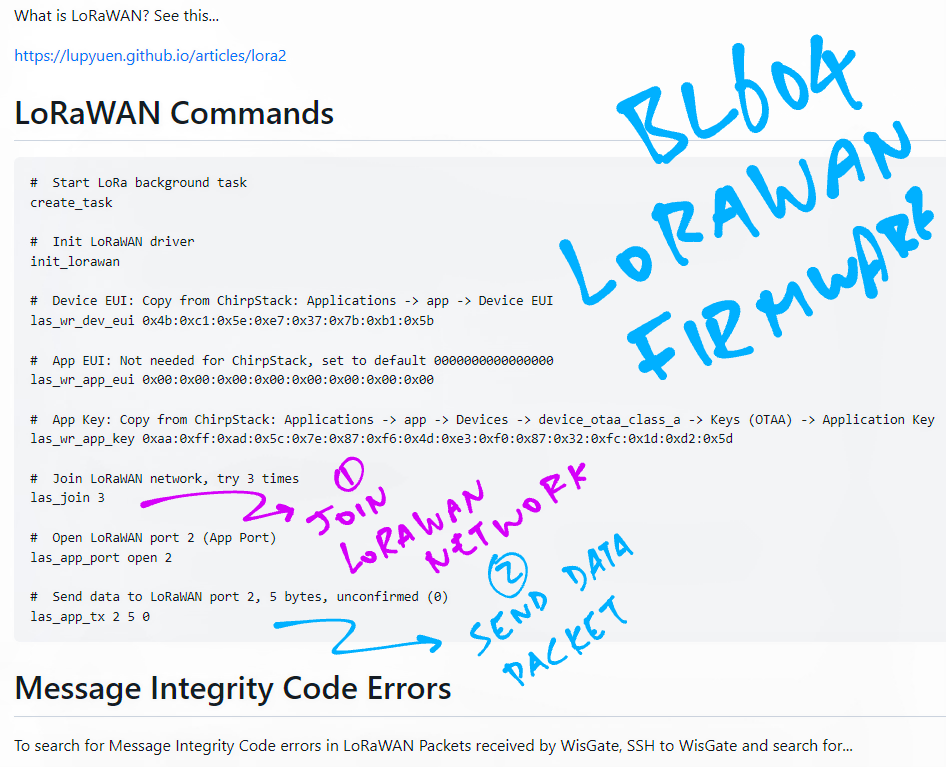 What is LoRaWAN? See this...
https://lupyuen.github.io/articles/lora2
BL604
LORAWAN
FIRMWARE
LoRaWAN Commands
#  Start LoRa background task
create_task
#  Init LoRaWAN driver
init_lorawan
#  Device EUI: Copy from ChirpStack: Applications -> app -> Device EUI
las_wr_dev_eui 0x4b:0xc1:0x5e:0xe7:0x37:0x7b:0xb1:0x5b
#  App EUI: Not needed for ChirpStack, set to default 0000000000000000
las_wr_app_eui 0x00:0x00:0x00:0x00:0x00:0x00:0x00:0x00
#  App Key: Copy from ChirpStack: Applications -> app -> Devices -> device_otaa_class_a -> Keys (OTAA) -> Application Key
las_wr_app_key 0xaa:0xff:0xad:0x5c:0x7e:0x87:0xf6:0x4d:0xe3:0xf0:0x87:0x32:0xfc:0x1d:0xd2:0x5d
#  Join LoRaWAN network, try 3 times
las_join 3
1
JOIN
LORAWAN
NETWORK
#  Open LoRaWAN port 2 (App Port)
las_app_port open 2
#  Send data to LoRaWAN port 2, 5 bytes, unconfirmed (0)
las_app_tx 2 5 0
2
SEND DATA
PACKET
Message Integrity Code Errors
To search for Message Integrity Code errors in LoRaWAN Packets received by WisGate, SSH to WisGate and search for...